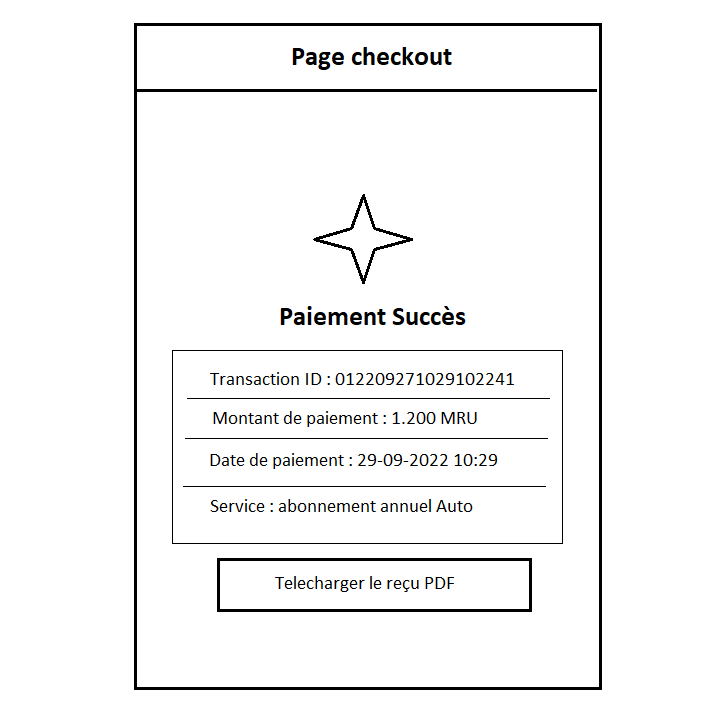 Page checkout
Paiement Succès
Transaction ID : 012209271029102241
Montant de paiement : 1.200 MRU
Date de paiement : 29-09-2022 10:29
Service : abonnement annuel Auto
Telecharger le reçu PDF